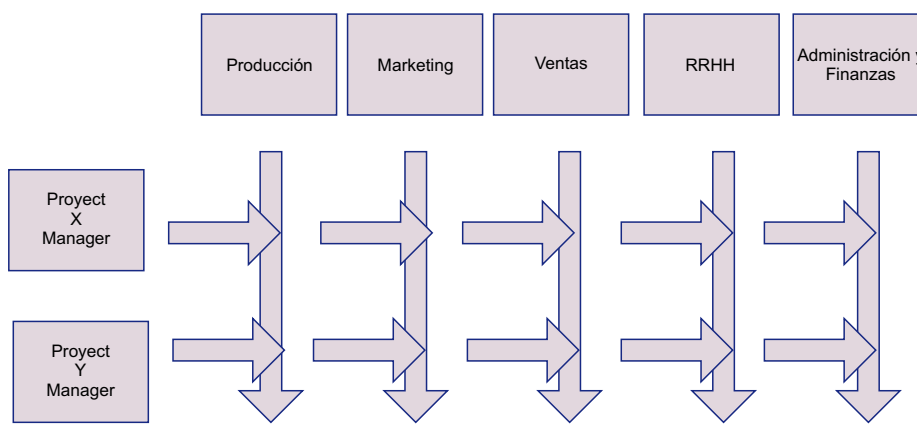 Producción
Marketing
Ventas
RRHH
Administración y
Finanzas
Proyect
X
Manager
Proyect
Y
Manager